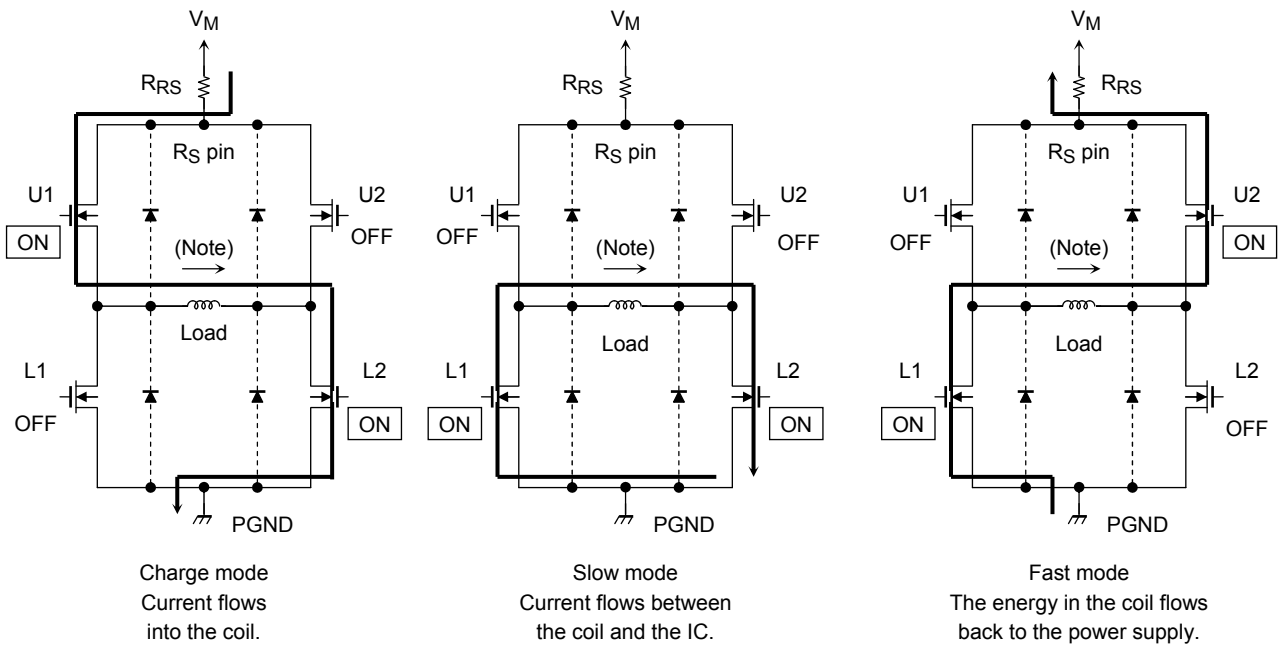 VM
RRS
RS pin
U1
U2
ON
OFF
(Note)
Load
L1
L2
OFF
ON
PGND
Charge mode
Current flows
into the coil.
VM
RRS
RS pin
U1
U2
OFF
OFF
(Note)
Load
L1
L2
ON
ON
PGND
Slow mode
Current flows between
the coil and the IC.
VM
RRS
RS pin
U1
U2
OFF
ON
(Note)
Load
L1
L2
ON
OFF
PGND
Fast mode
The energy in the coil flows
back to the power supply.